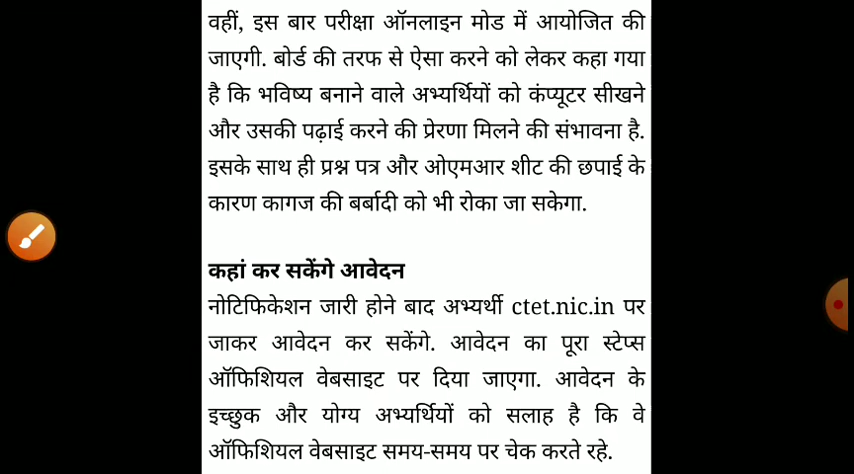 वहीं, इस बार परीक्षा ऑनलाइन मोड में आयोजित की
जाएगी. बोर्ड की तरफ से ऐसा करने को लेकर कहा गया
है कि भविष्य बनाने वाले अभ्यर्थियों को कंप्यूटर सीखने
और उसकी पढ़ाई करने की प्रेरणा मिलने की संभावना है.
इसके साथ ही प्रश्न पत्र और ओएमआर शीट की छपाई के
कारण कागज की बर्बादी को भी रोका जा सकेगा.
कहां कर सकेंगे आवेदन
नोटिफिकेशन जारी होने बाद अभ्यर्थी ctet.nic.in पर
जाकर आवेदन कर सकेंगे. आवेदन का पूरा स्टेप्स
ऑफिशियल वेबसाइट पर दिया जाएगा. आवेदन के
इच्छुक और योग्य अभ्यर्थियों को सलाह है कि वे
ऑफिशियल वेबसाइट समय-समय पर चेक करते रहे.